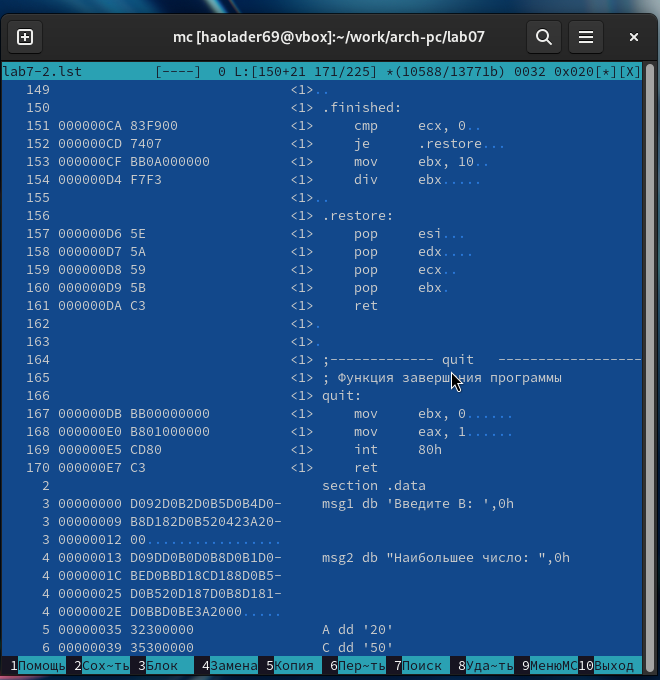 mc [haolader69@vbox]:~/work/arch-pc/lab07
lab7-2.lst [----] 0 L:[150+21 171/225] *(10588/13771b) 0032 0x020[*][X]
149 <1>..
150 <1> .finished:
151 000000CA 83F900 <1> cmp ecx, 0..
152 000000CD 7407 <1> je .restore...
153 000000CF BB0A000000 <1> mov ebx, 10..
154 000000D4 F7F3 <1> div ebx.....
155 <1>..
156 <1> .restore:
157 000000D6 5E <1> pop esi...
158 000000D7 5A <1> pop edx....
159 000000D8 59 <1> pop ecx..
160 000000D9 5B <1> pop ebx.
161 000000DA C3 <1> ret
162 <1>.
163 <1>.
164 <1> ;------------- quit ------------------
165 <1> ; Функция завершения программы
166 <1> quit:
167 000000DB BB00000000 <1> mov ebx, 0......
168 000000E0 B801000000 <1> mov eax, 1......
169 000000E5 CD80 <1> int 80h
170 000000E7 C3 <1> ret
2 section .data
3 00000000 D092D0B2D0B5D0B4D0- msg1 db 'Введите B: ',0h
3 00000009 B8D182D0B520423A20-
3 00000012 00.................
4 00000013 D09DD0B0D0B8D0B1D0- msg2 db "Наибольшее число: ",0h
4 0000001C BED0BBD18CD188D0B5-
4 00000025 D0B520D187D0B8D181-
4 0000002E D0BBD0BE3A2000.....
5 00000035 32300000 A dd '20'
6 00000039 35300000 C dd '50'
1Помощь 2Сох~ть 3Блок 4Замена 5Копия 6Пер~ть 7Поиск 8Уда~ть 9МенюMC 10Выход